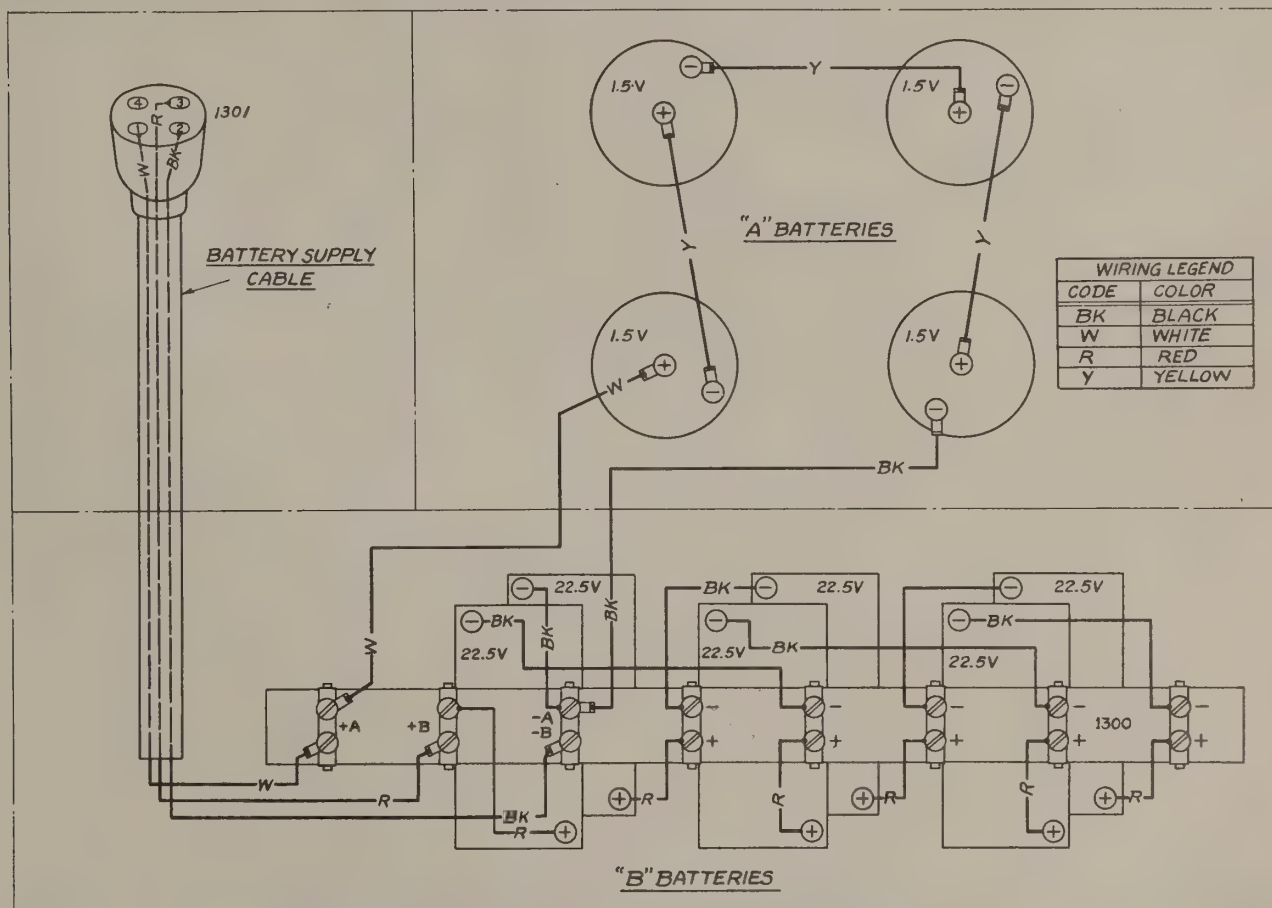 4
3
1301
R
1
2
W
BK
BATTERY SUPPLY
CABLE
1.5V
-
Y
+
1.5V
-
+
Y
"A" BATTERIES
Y
1.5V
+
W
-
1.5V
+
-
BK
WIRING LEGEND
CODE COLOR
BK BLACK
W WHITE
R RED
Y YELLOW
- 22.5V
BK
BK
BK - 22.5V
- 22.5V
- BK
22.5V
- BK
22.5V
- BK
22.5V
W
+A
+B
-A
-B
- +
- +
- +
- +
1300
- +
W
R
BK
R +
+ R
R
+
+ R
R
+
+ R
"B" BATTERIES